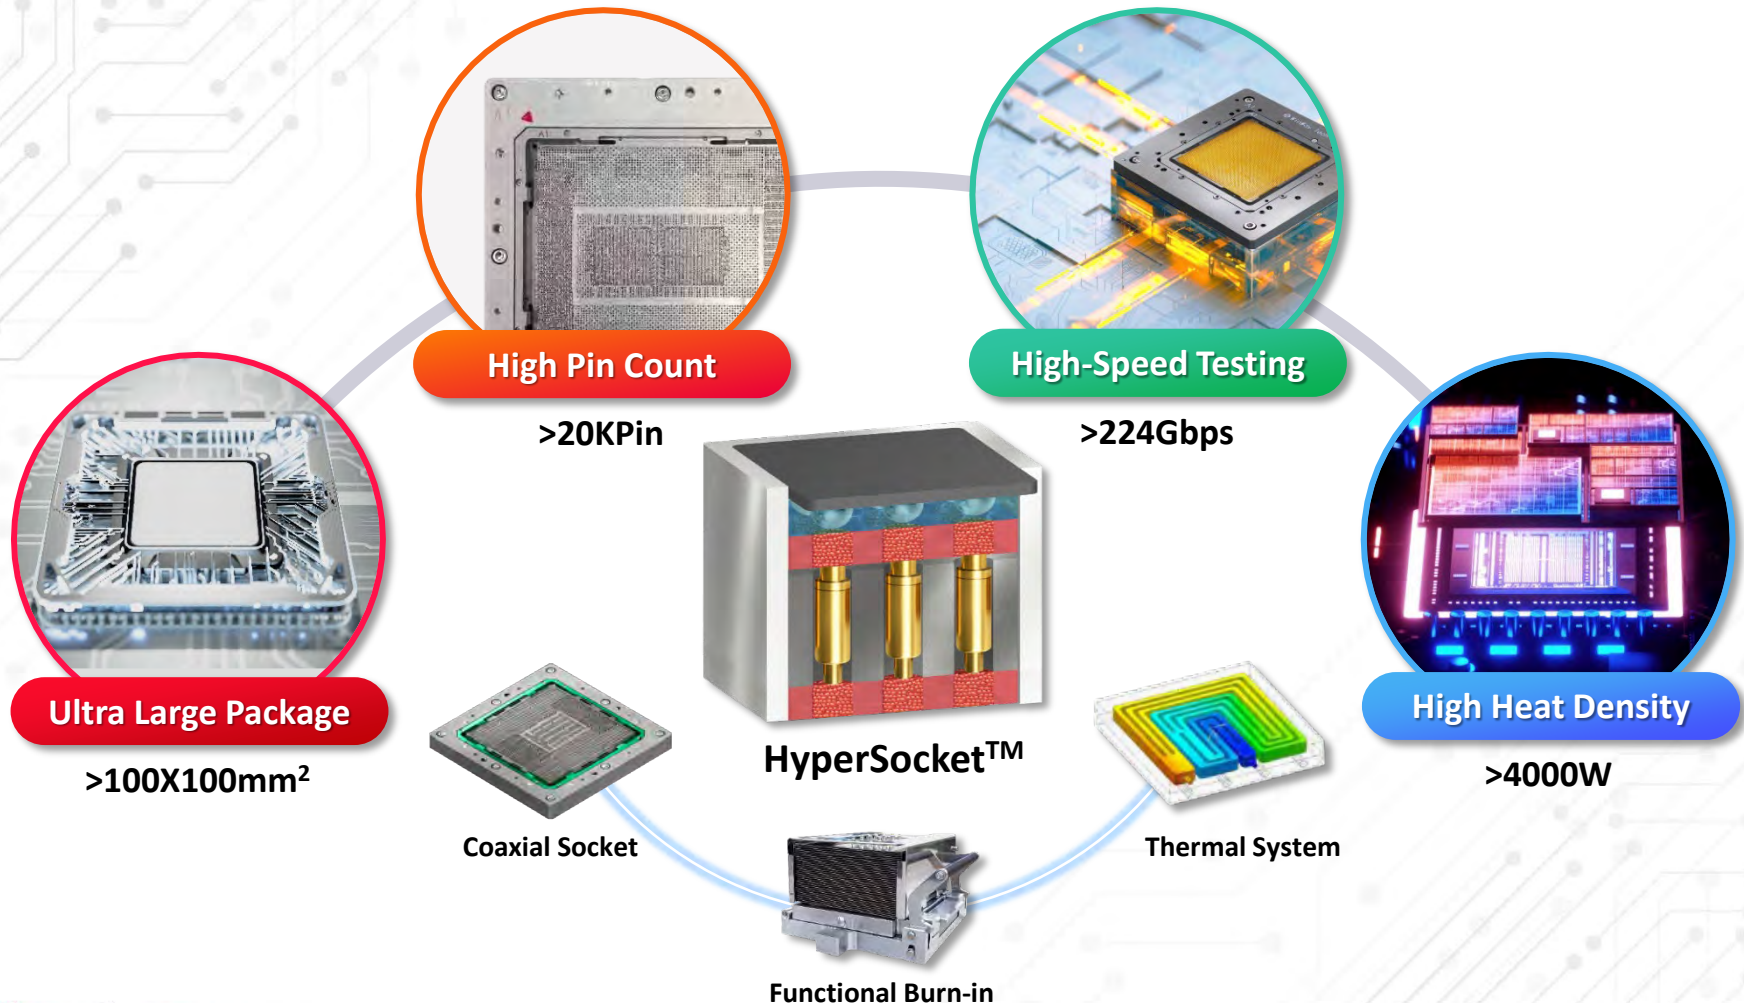 High Pin Count
>20KPin
High-Speed Testing
>224Gbps
Ultra Large Package
>100X100mm²
High Heat Density
>4000W
HyperSocket™
Coaxial Socket
Thermal System
Functional Burn-in
A1